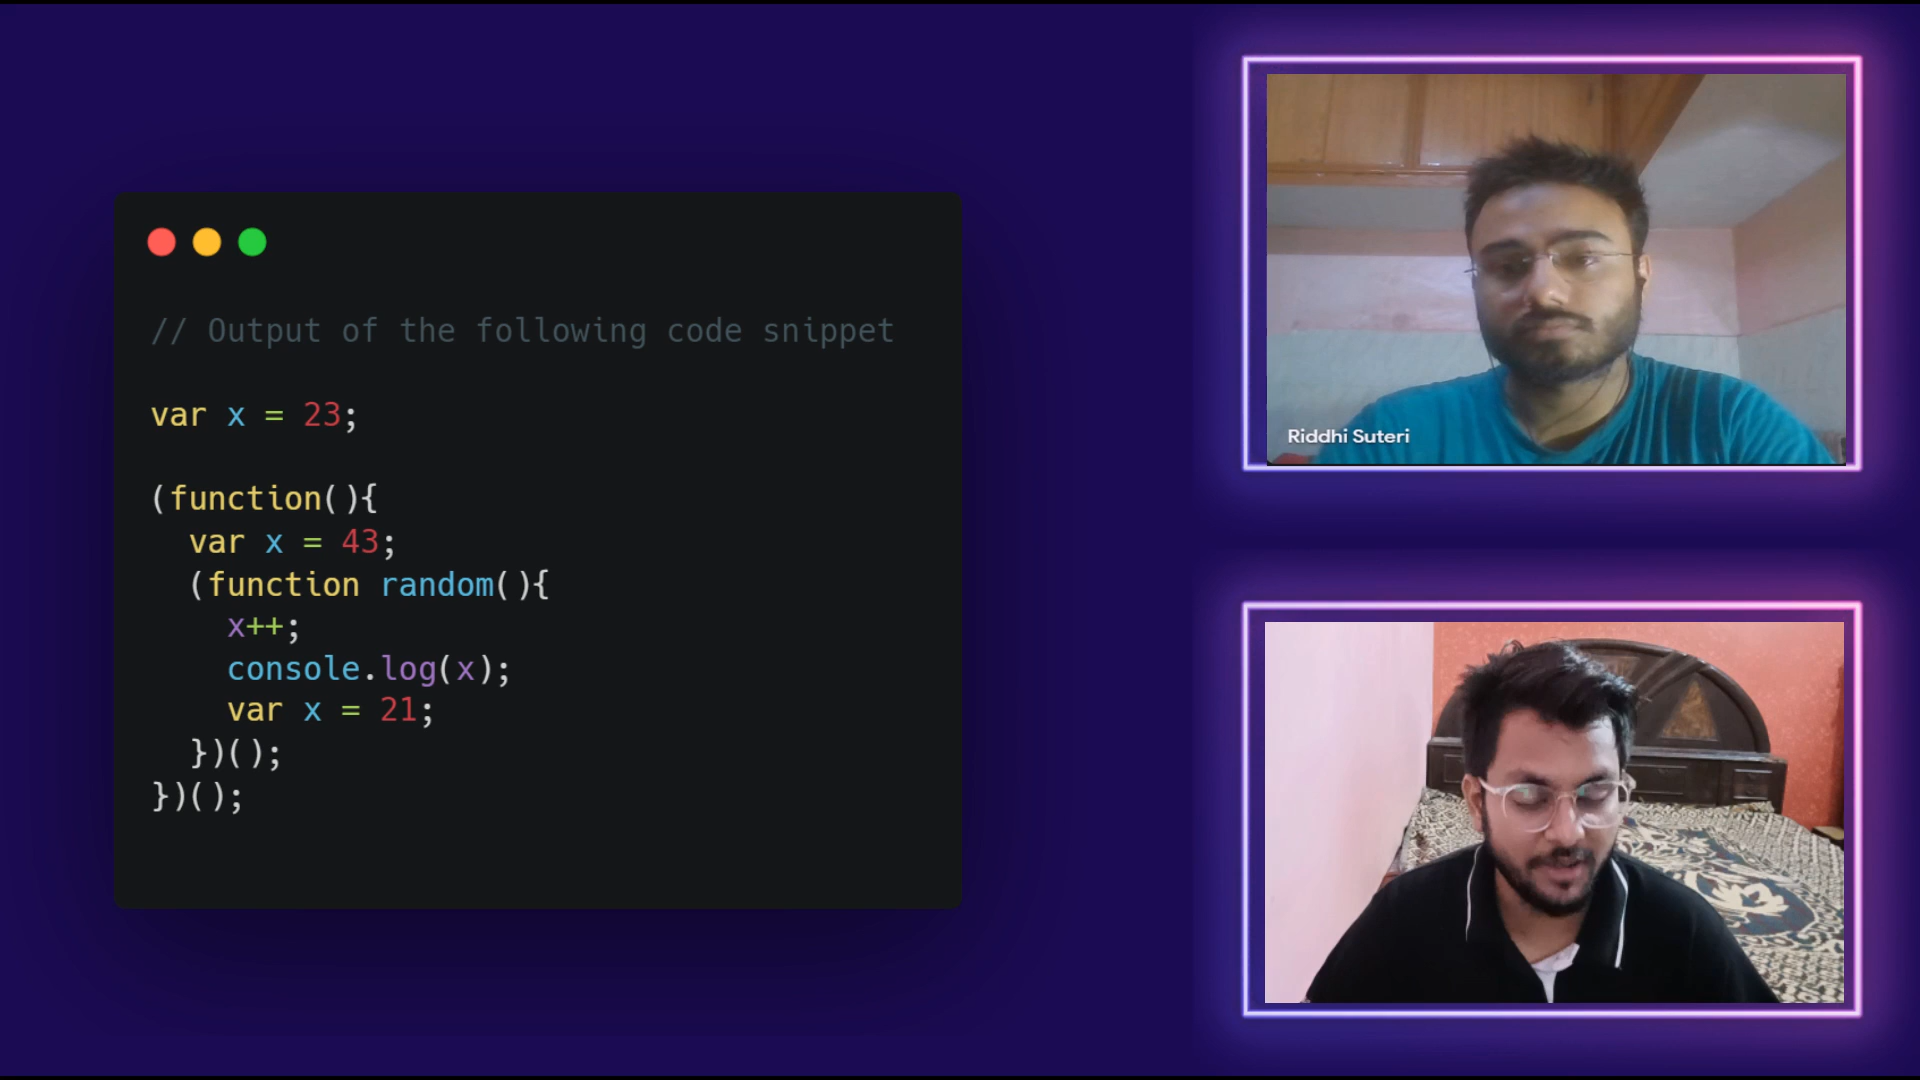 // Output of the following code snippet
var x = 23;
(function(){
var x = 43;
(function random(){
x++;
console.log(x);
var x = 21;
})();
})();
Riddhi Suteri